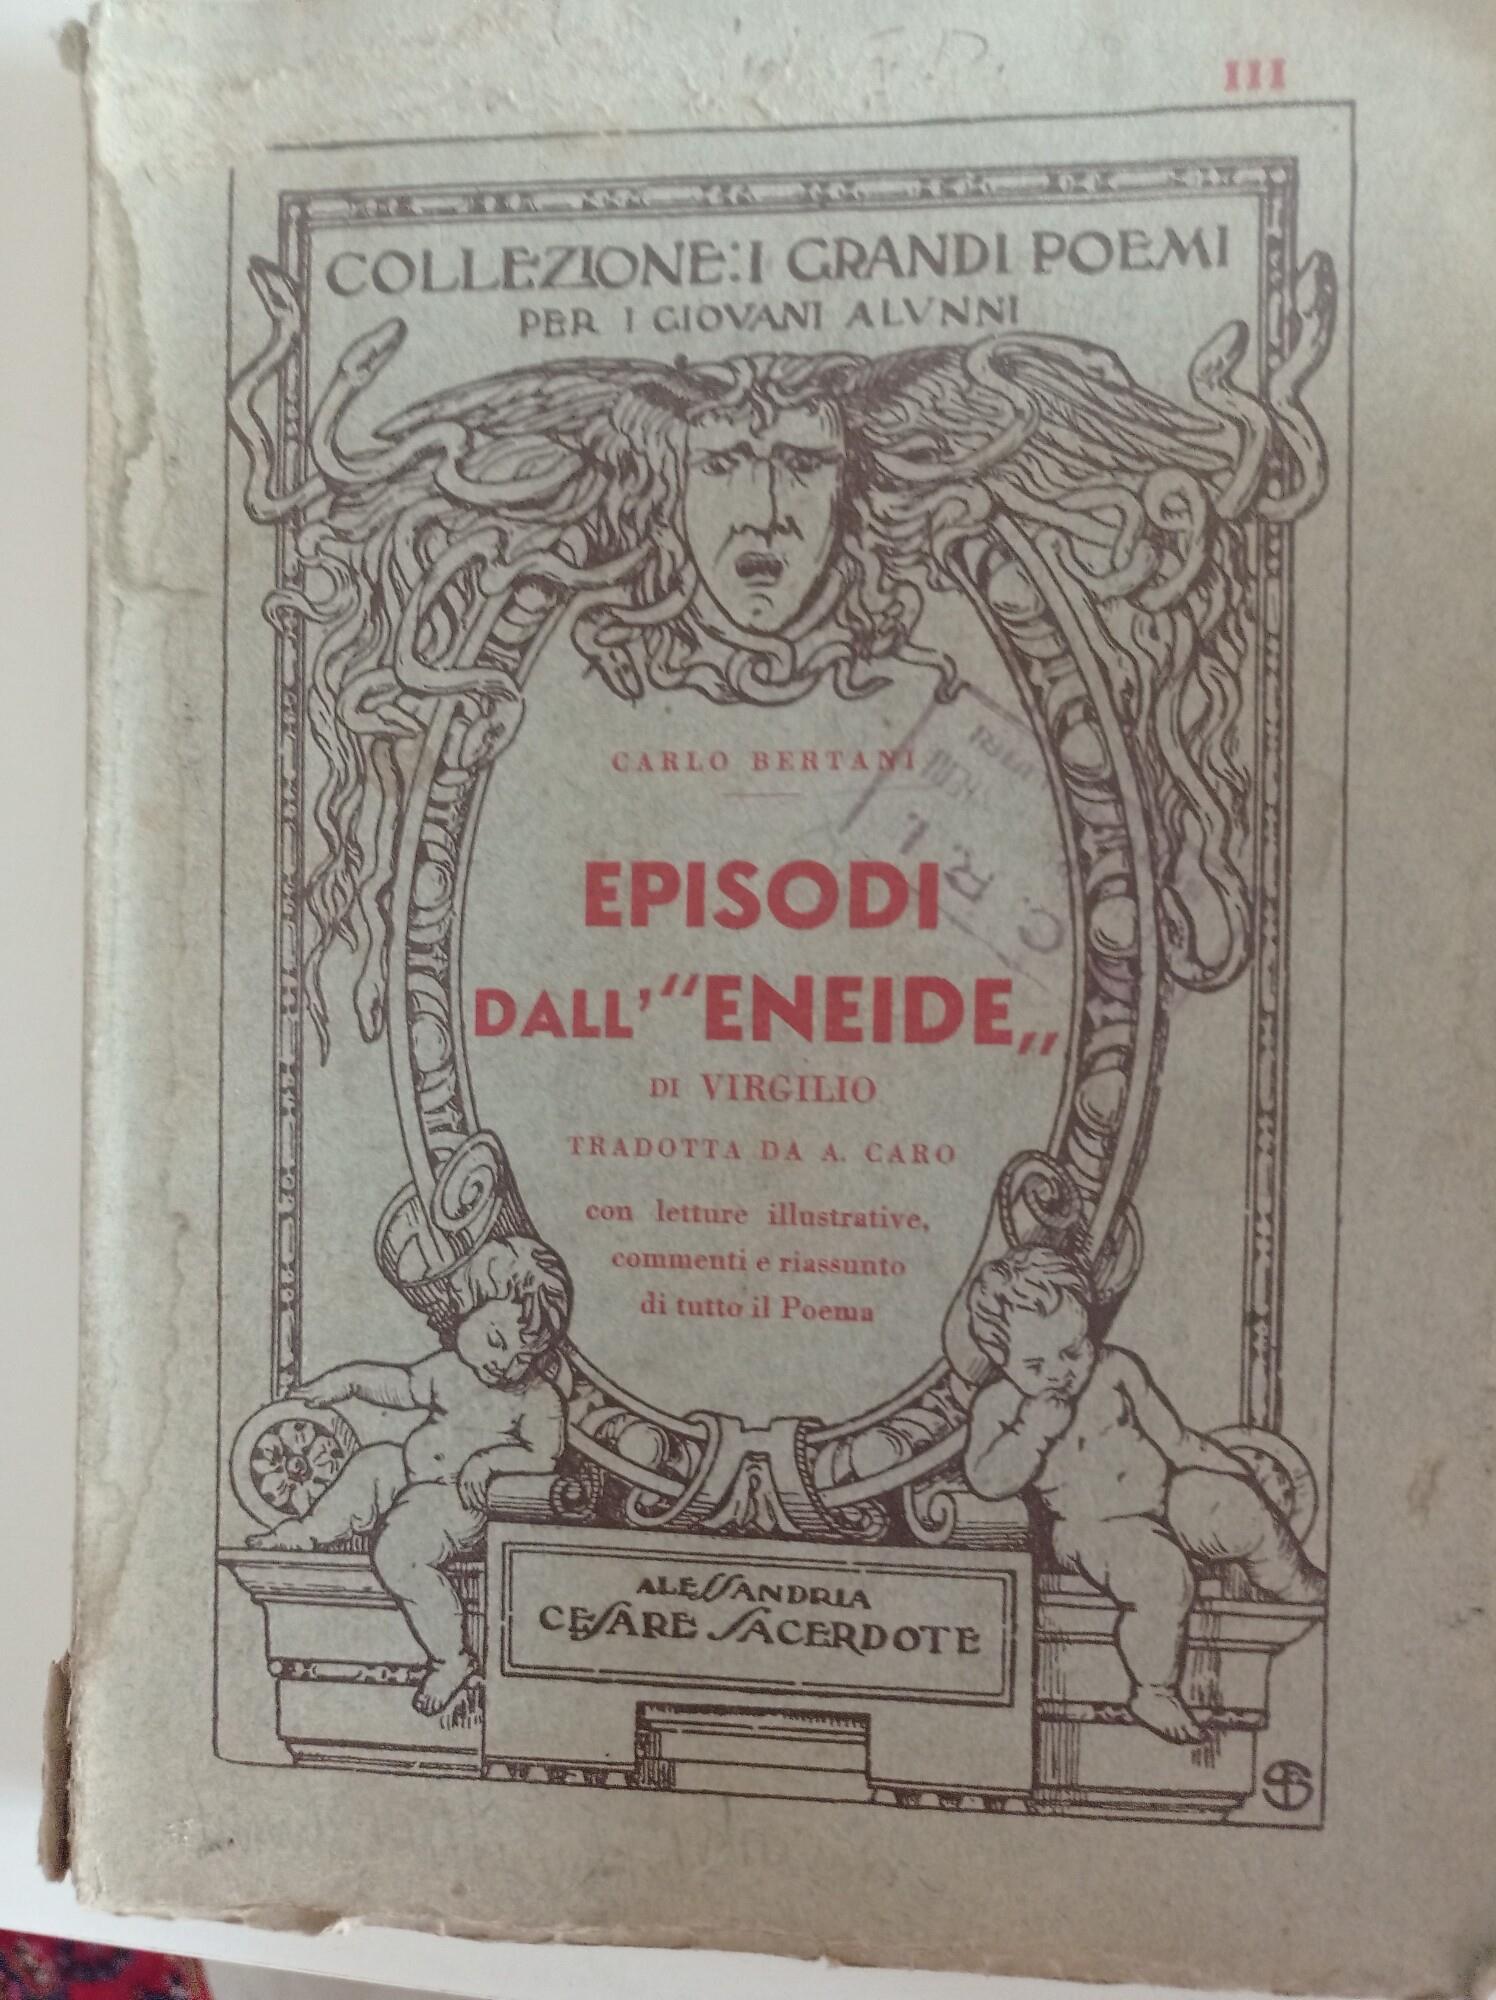 III
COLLEZIONE: I GRANDI POEMI
PER I GIOVANI ALVNNI
CARLO BERTANI
EPISODI
DALL'“ENEIDE„
DI VIRGILIO
TRADOTTA DA A. CARO
con letture illustrative,
commenti e riassunto
di tutto il Poema
C. R. I.
ALESSANDRIA
CESARE SACERDOTE